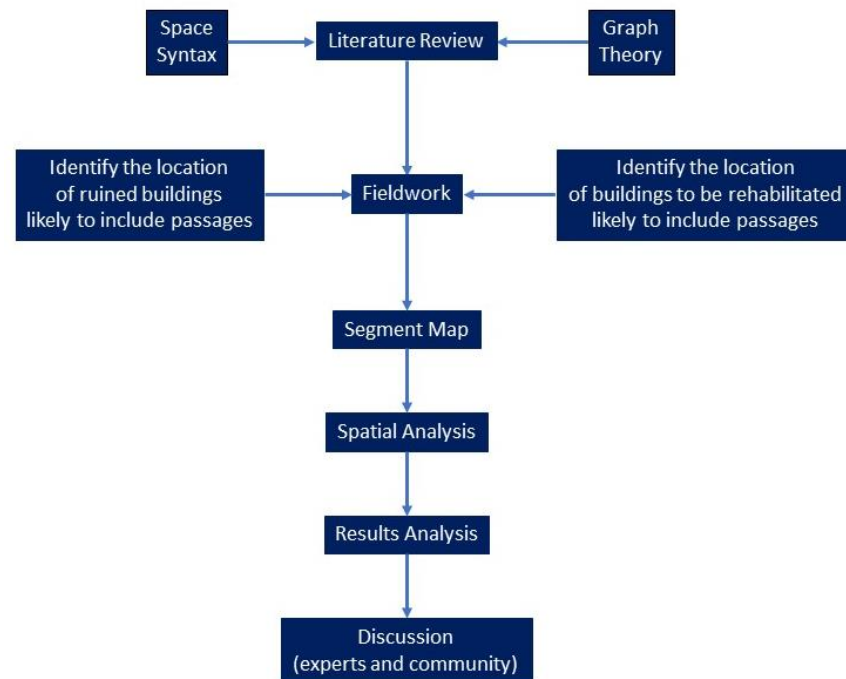 Space
Syntax
Literature Review
Graph
Theory
Identify the location
of ruined buildings
likely to include passages
Fieldwork
Identify the location
of buildings to be rehabilitated
likely to include passages
Segment Map
Spatial Analysis
Results Analysis
Discussion
(experts and community)